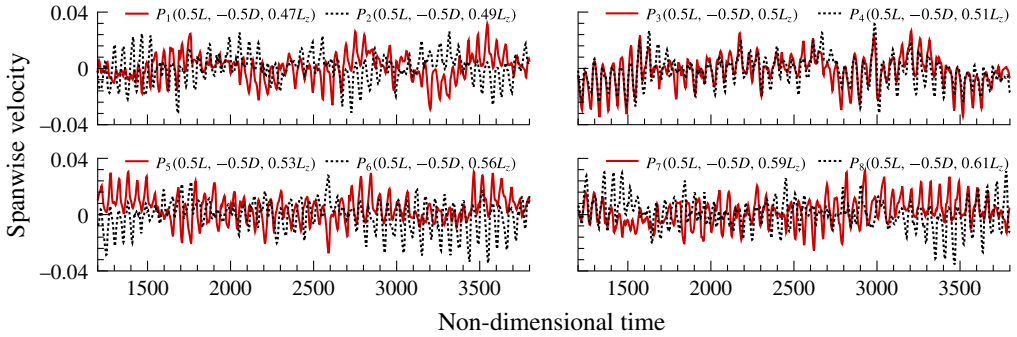 0.04
0
−0.04
P1(0.5L, −0.5D, 0.47Lz)
P2(0.5L, −0.5D, 0.49Lz)
P3(0.5L, −0.5D, 0.5Lz)
P4(0.5L, −0.5D, 0.51Lz)
Spanwise velocity
0.04
0
−0.04
P5(0.5L, −0.5D, 0.53Lz)
P6(0.5L, −0.5D, 0.56Lz)
P7(0.5L, −0.5D, 0.59Lz)
P8(0.5L, −0.5D, 0.61Lz)
1500 2000 2500 3000 3500
1500 2000 2500 3000 3500
Non-dimensional time